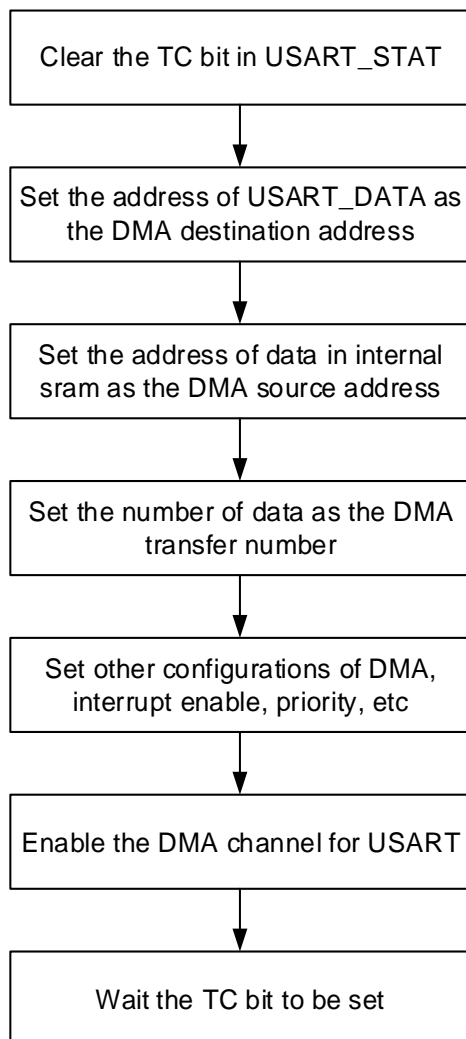 Clear the TC bit in USART_STAT
Set the address of USART_DATA as
the DMA destination address
Set the address of data in internal
sram as the DMA source address
Set the number of data as the DMA
transfer number
Set other configurations of DMA,
interrupt enable, priority, etc
Enable the DMA channel for USART
Wait the TC bit to be set